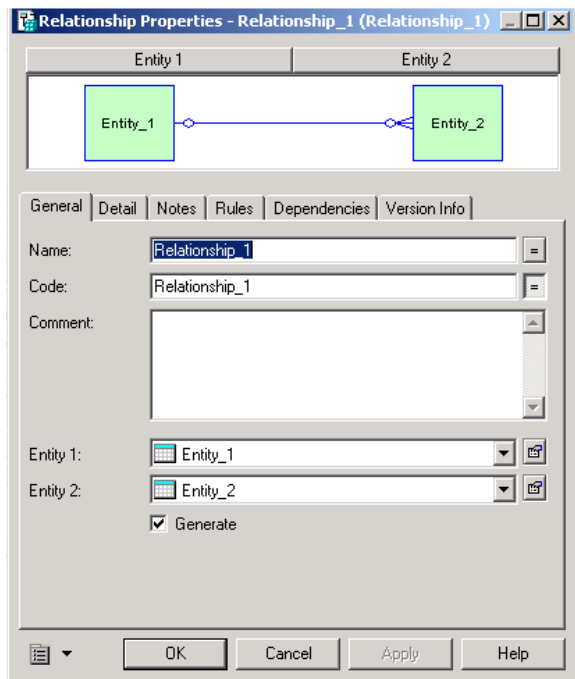 Relationship Properties - Relationship_1 (Relationship_1)
Entity 1 Entity 2
Entity_1 Entity_2
General Detail Notes Rules Dependencies Version Info
Name: Relationship_1 =
Code: Relationship_1 =
Comment:
Entity 1: Entity_1
Entity 2: Entity_2
Generate
OK Cancel Apply Help